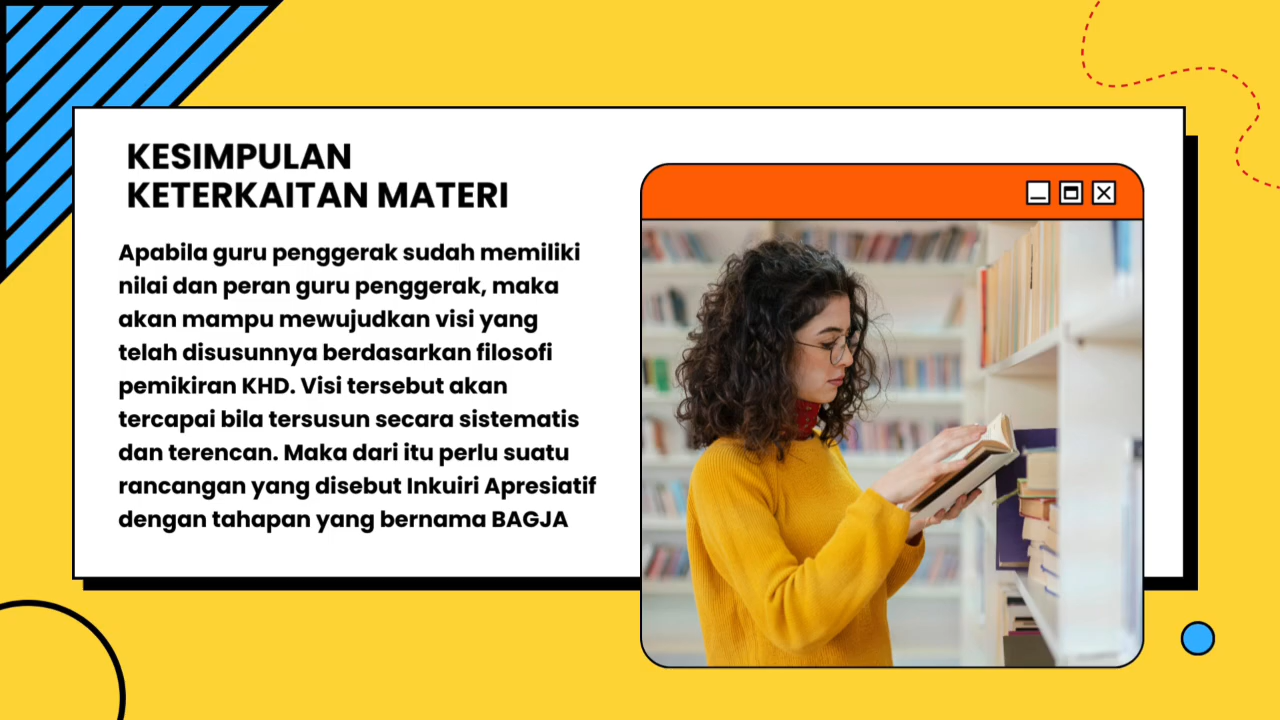 KESIMPULAN
KETERKAITAN MATERI
Apabila guru penggerak sudah memiliki
nilai dan peran guru penggerak, maka
akan mampu mewujudkan visi yang
telah disusunnya berdasarkan filosofi
pemikiran KHD. Visi tersebut akan
tercapai bila tersusun secara sistematis
dan terencan. Maka dari itu perlu suatu
rancangan yang disebut Inkuiri Apresiatif
dengan tahapan yang bernama BAGJA